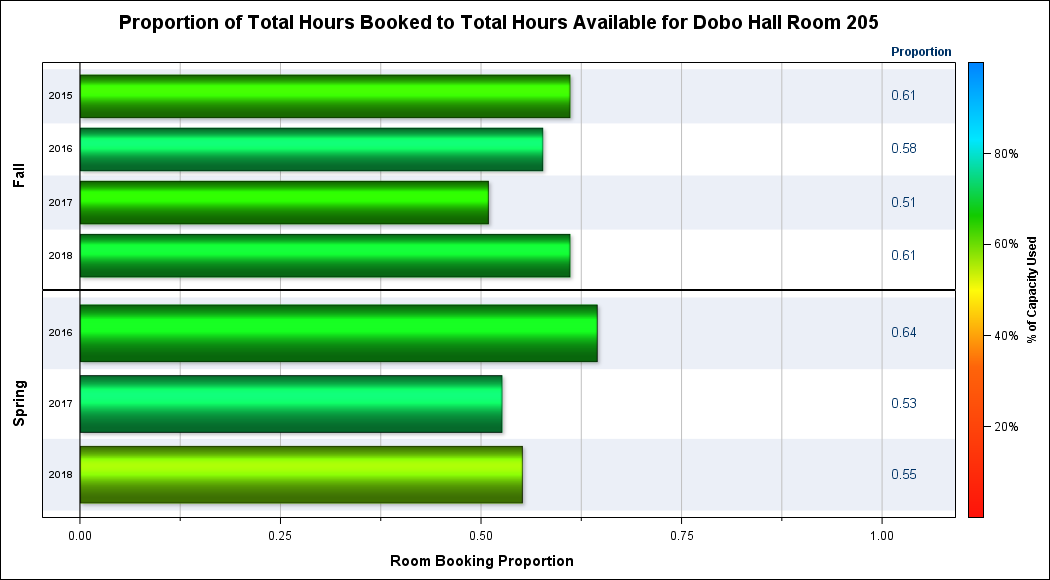 Proportion of Total Hours Booked to Total Hours Available for Dobo Hall Room 205
Proportion
Fall
2015 0.61
2016 0.58
2017 0.51
2018 0.61
Spring
2016 0.64
2017 0.53
2018 0.55
0.00 0.25 0.50 0.75 1.00
Room Booking Proportion
80%
60%
40%
20%
% of Capacity Used